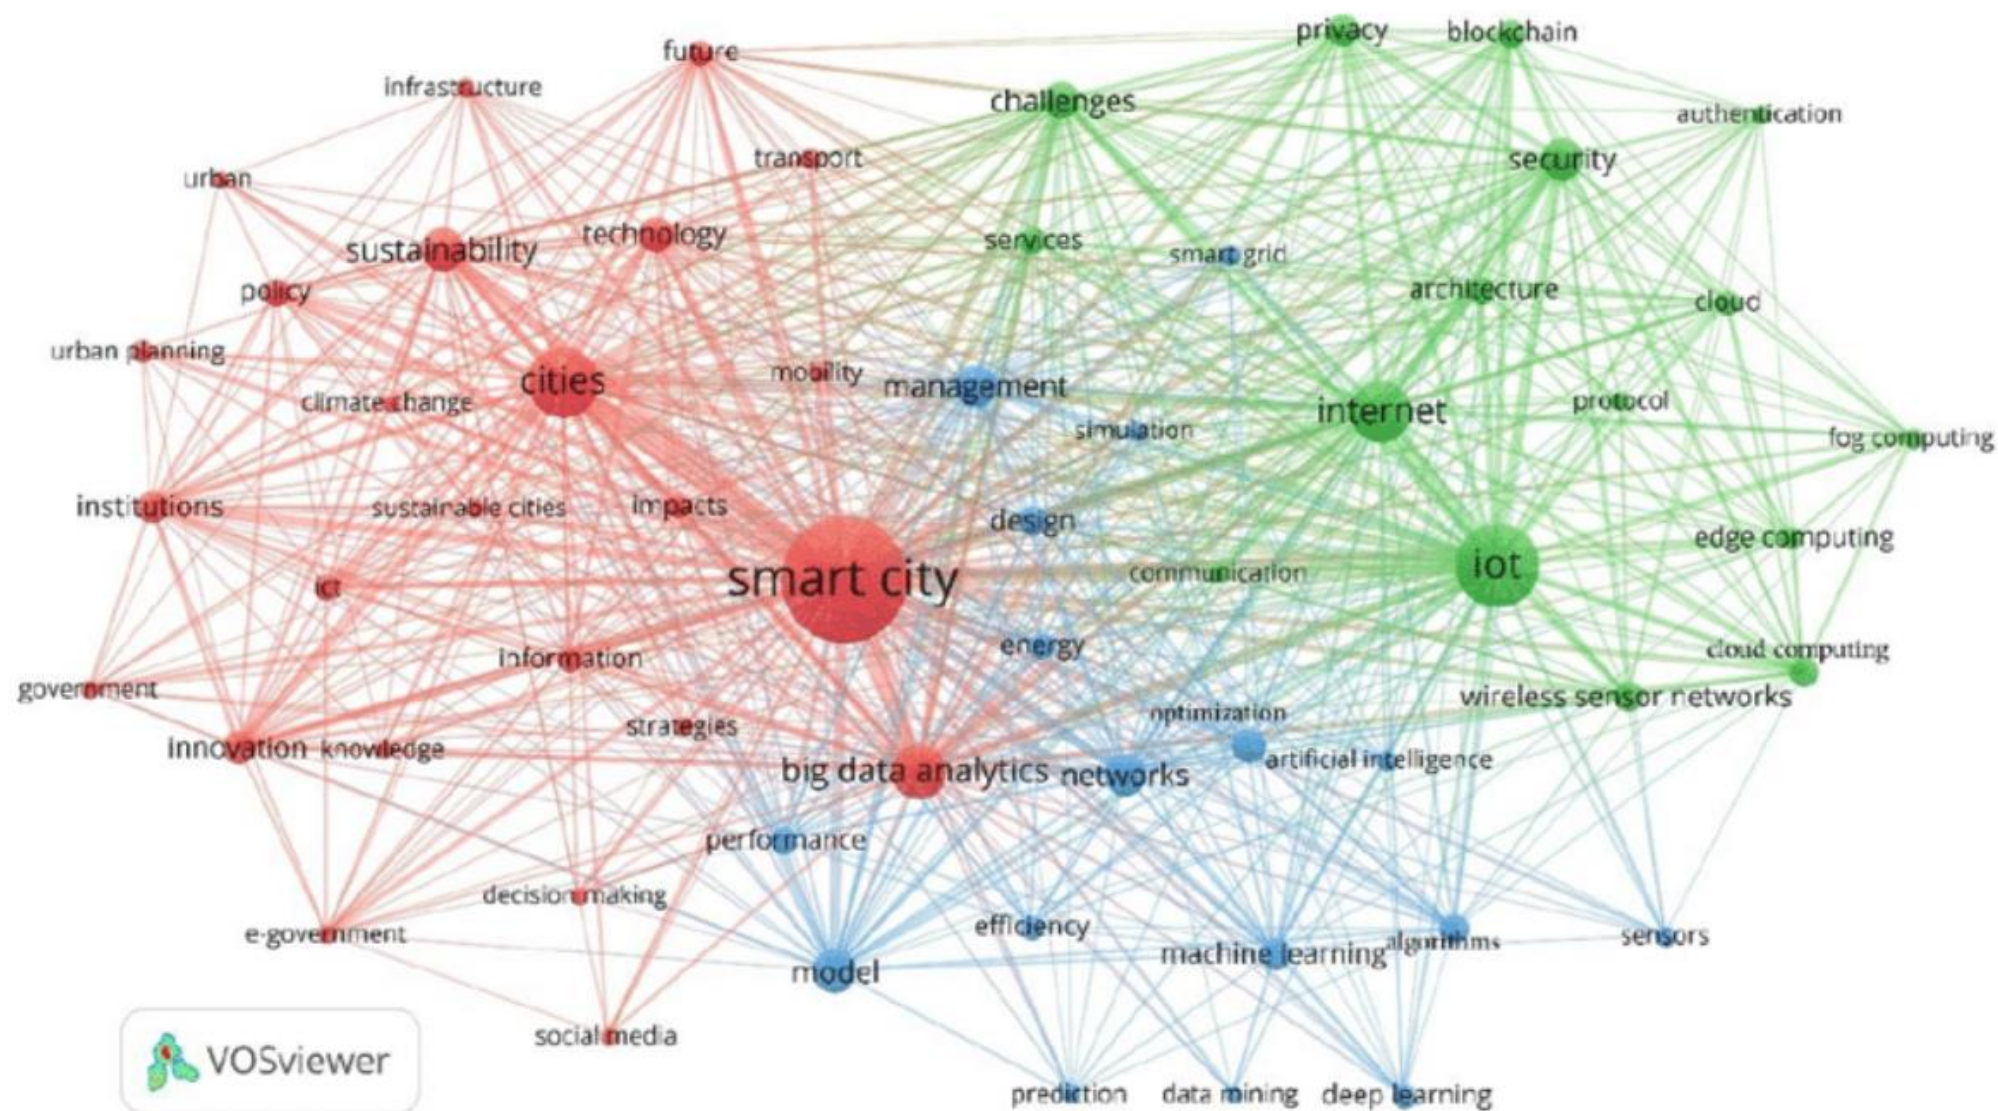 privacy
blockchain
future
infrastructure
challenges
authentication
transport
security
urban
technology
services
sustainability
smart grid
policy
architecture
cloud
urban planning
mobility
cities
management
climate change
protocol
internet
simulation
fog computing
institutions
sustainable cities
impacts
design
edge computing
iot
communication
smart city
ict
energy
cloud computing
information
government
wireless sensor networks
optimization
strategies
innovation
knowledge
artificial intelligence
big data analytics
networks
performance
decision making
efficiency
e-government
sensors
algorithms
machine learning
model
social media
VOSviewer
prediction
data mining
deep learning